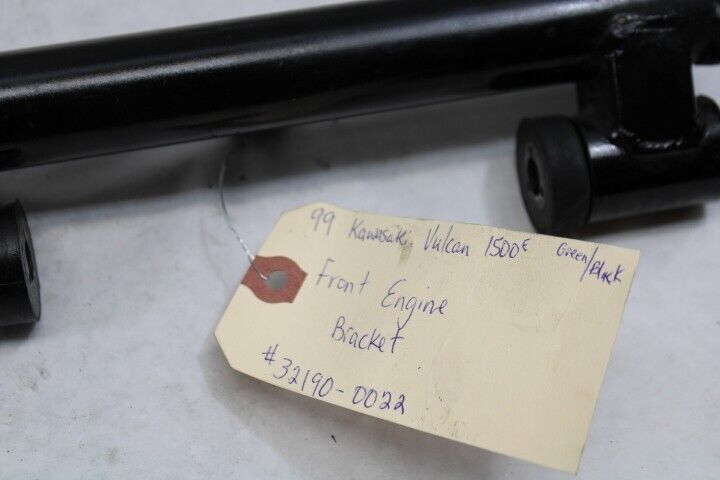 99 Kawasaki Vulcan 1500E Green/Black
Front Engine
Bracket
#32190-0022